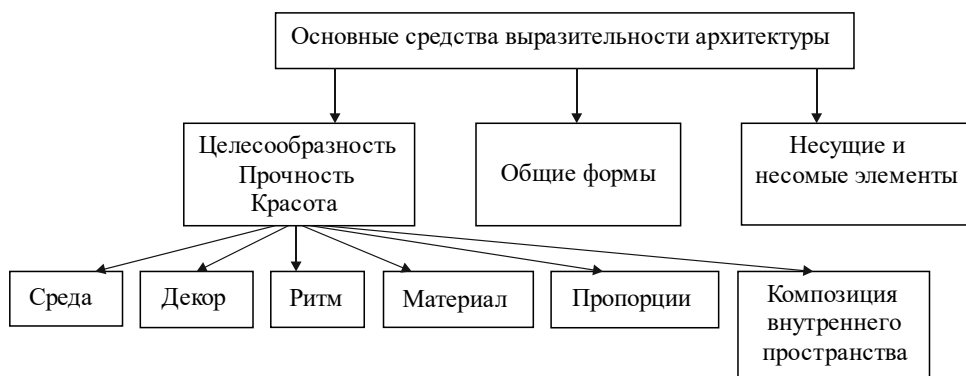 Основные средства выразительности архитектуры
Целесообразность
Прочность
Красота
Общие формы
Несущие и
несомые элементы
Среда
Декор
Ритм
Материал
Пропорции
Композиция
внутреннего
пространства